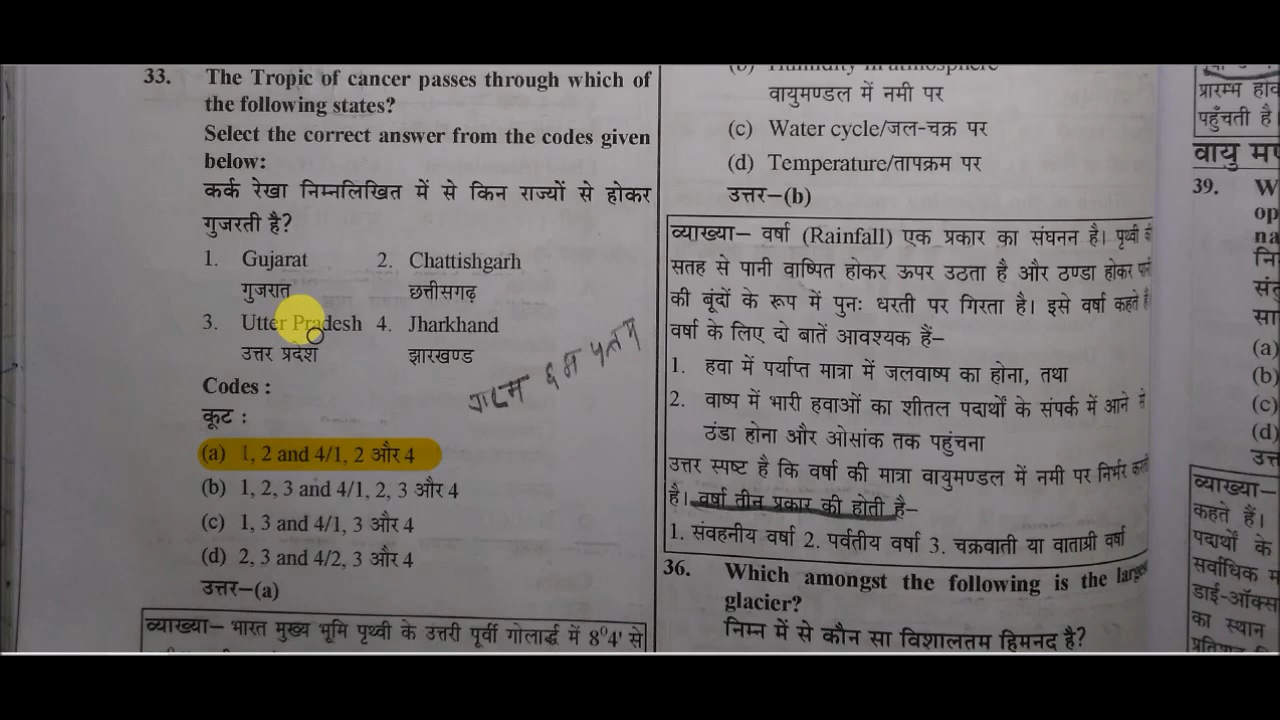 33. The Tropic of cancer passes through which of
the following states?
Select the correct answer from the codes given
below:
कर्क रेखा निम्नलिखित में से किन राज्यों से होकर
गुजरती है?
1. Gujarat 2. Chattishgarh
गुजरात छत्तीसगढ़
3. Utter Pradesh 4. Jharkhand
उत्तर प्रदेश झारखण्ड
Codes :
कूट :
(a) 1, 2 and 4/1, 2 और 4
(b) 1, 2, 3 and 4/1, 2, 3 और 4
(c) 1, 3 and 4/1, 3 और 4
(d) 2, 3 and 4/2, 3 और 4
उत्तर–(a)
व्याख्या– भारत मुख्य भूमि पृथ्वी के उत्तरी पूर्वी गोलार्द्ध में 8⁰4' से
(b) Humidity in atmosphere
वायुमण्डल में नमी पर
(c) Water cycle/जल-चक्र पर
(d) Temperature/तापक्रम पर
उत्तर–(b)
व्याख्या– वर्षा (Rainfall) एक प्रकार का संघनन है। पृथ्वी
सतह से पानी वाष्पित होकर ऊपर उठता है और ठण्डा होकर
की बूंदों के रूप में पुनः धरती पर गिरता है। इसे वर्षा कहते
वर्षा के लिए दो बातें आवश्यक हैं–
1. हवा में पर्याप्त मात्रा में जलवाष्प का होना, तथा
2. वाष्प में भारी हवाओं का शीतल पदार्थों के संपर्क में आने से
ठंडा होना और ओसांक तक पहुंचना
उत्तर स्पष्ट है कि वर्षा की मात्रा वायुमण्डल में नमी पर निर्भर करती
है। वर्षा तीन प्रकार की होती है–
1. संवहनीय वर्षा 2. पर्वतीय वर्षा 3. चक्रवाती या वाताग्री वर्षा
36. Which amongst the following is the large
glacier?
निम्न में से कौन सा विशालतम हिमनद है?
प्रारम्भ
पहुँचती है
वायु
39. W
op
na
नि
सा
(a)
(b)
(c)
(d)
व्याख्या–
कहते हैं।
पदार्थों के
सर्वाधिक
डाई-ऑक्स
का स्थान